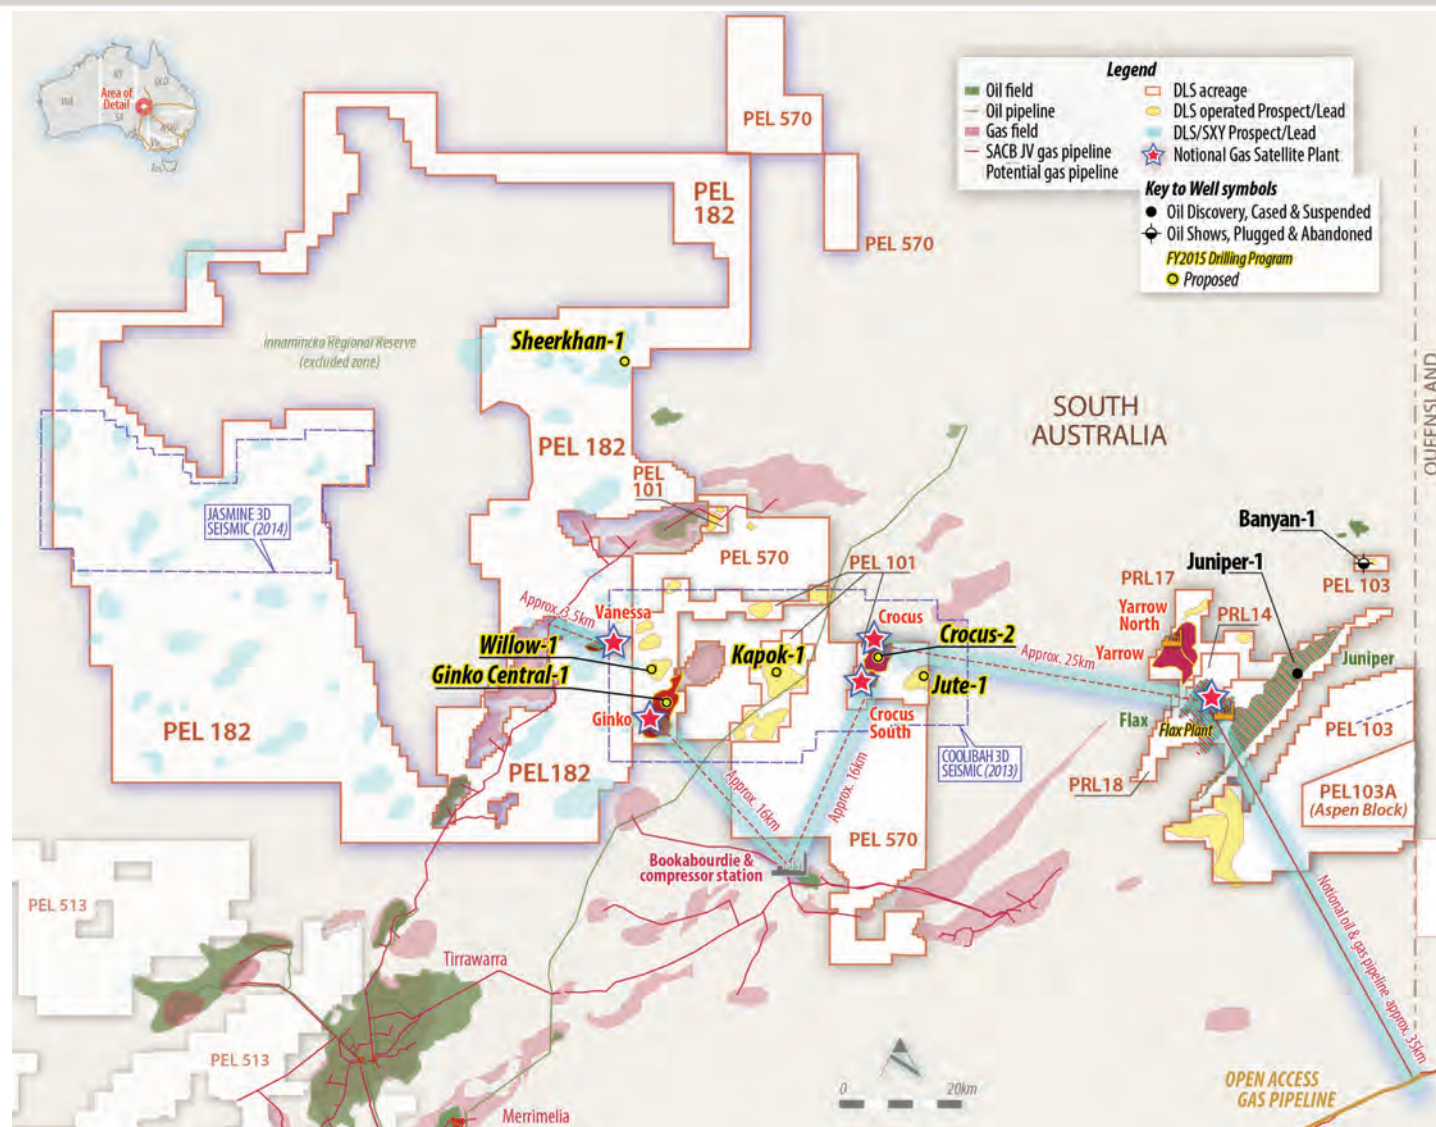 WA
NT
QLD
Area of
Detail
SA
NSW
Vic
Tas
PEL 570
PEL
182
PEL 570
Legend
Oil field
Oil pipeline
Gas field
SACB JV gas pipeline
Potential gas pipeline
DLS acreage
DLS operated Prospect/Lead
DLS/SXY Prospect/Lead
Notional Gas Satellite Plant
Key to Well symbols
Oil Discovery, Cased & Suspended
Oil Shows, Plugged & Abandoned
FY2015 Drilling Program
Proposed
Innamincka Regional Reserve
(excluded zone)
Sheerkhan-1
SOUTH
AUSTRALIA
QUEENSLAND
PEL 182
PEL
101
JASMINE 3D
SEISMIC (2014)
PEL 570
PEL 101
Banyan-1
Juniper-1
PEL 103
PRL17
Yarrow
North
PRL14
Yarrow
Juniper
Approx. 3.5km
Vanessa
Willow-1
Ginko Central-1
Kapok-1
Crocus
Crocus-2
Approx. 25km
Jute-1
Ginko
Crocus
South
Flax
Flax Plant
PEL 103
PEL 182
PEL182
COOLIBAH 3D
SEISMIC (2013)
PRL18
PEL103A
(Aspen Block)
Approx. 16km
Approx. 16km
PEL 570
Bookabourdie &
compressor station
PEL 513
Tirrawarra
Notional oil & gas pipeline approx. 35km
PEL 513
0 20km
OPEN ACCESS
GAS PIPELINE
Merrimelia